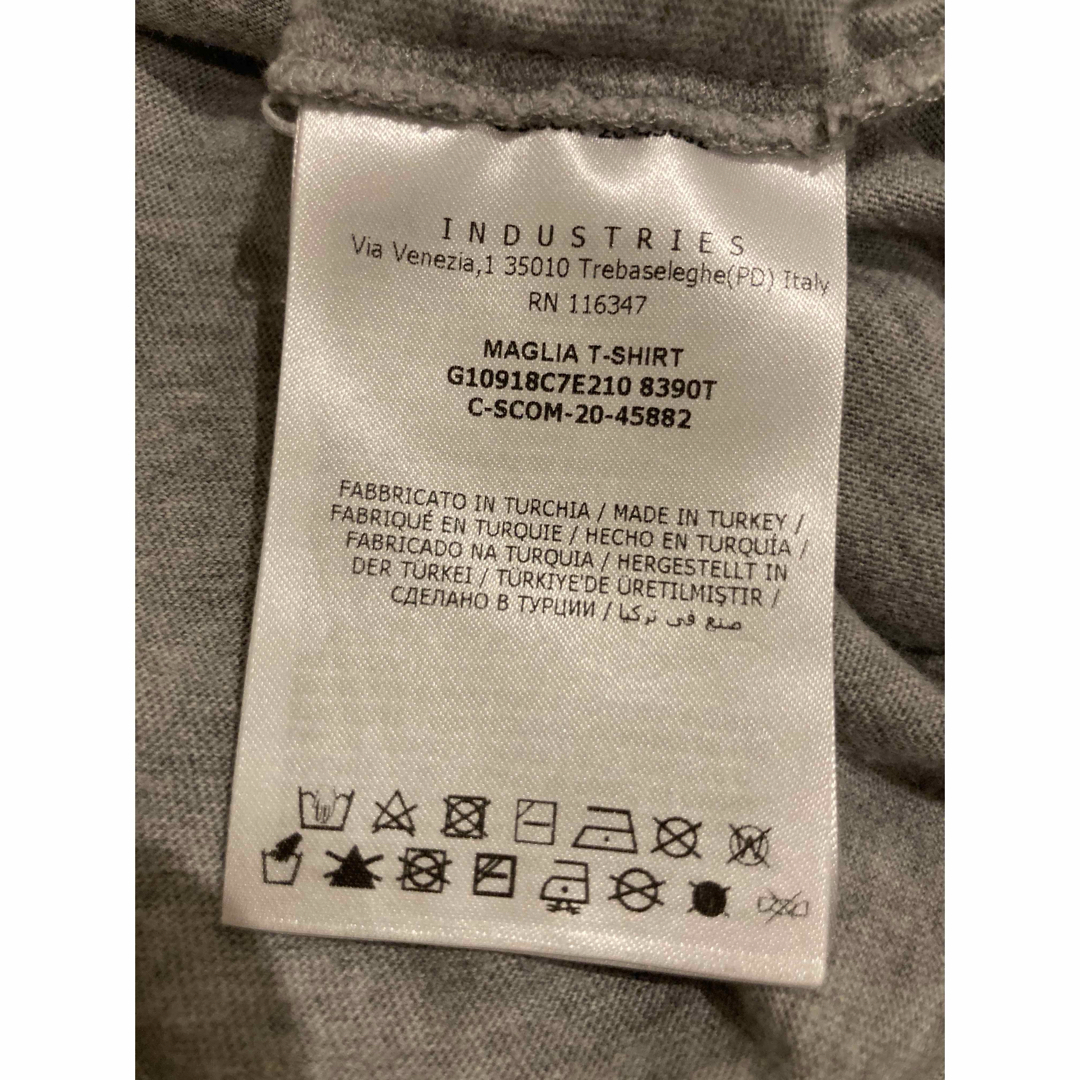 INDUSTRIES
Via Venezia,1 35010 Trebaseleghe(PD) Italy
RN 116347
MAGLIA T-SHIRT
G10918C7E210 8390T
C-SCOM-20-45882
FABBRICATO IN TURCHIA / MADE IN TURKEY /
FABRIQUÉ EN TURQUIE / HECHO EN TURQUÍA /
FABRICADO NA TURQUIA / HERGESTELLT IN
DER TÜRKEI / TÜRKIYE'DE ÜRETILMIŞTIR /
СДЕЛАНО В ТУРЦИИ / صنع في تركيا
W